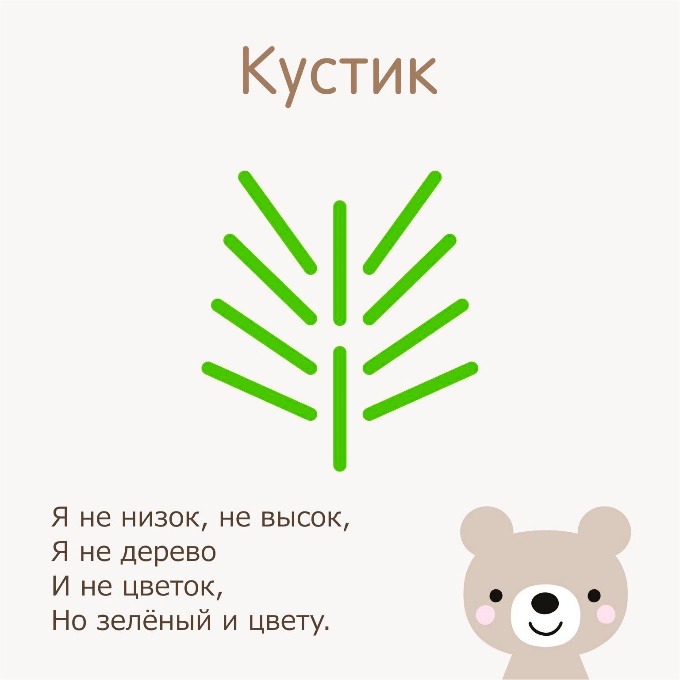 Кустик
Я не низок, не высок,
Я не дерево
И не цветок,
Но зелёный и цвету.